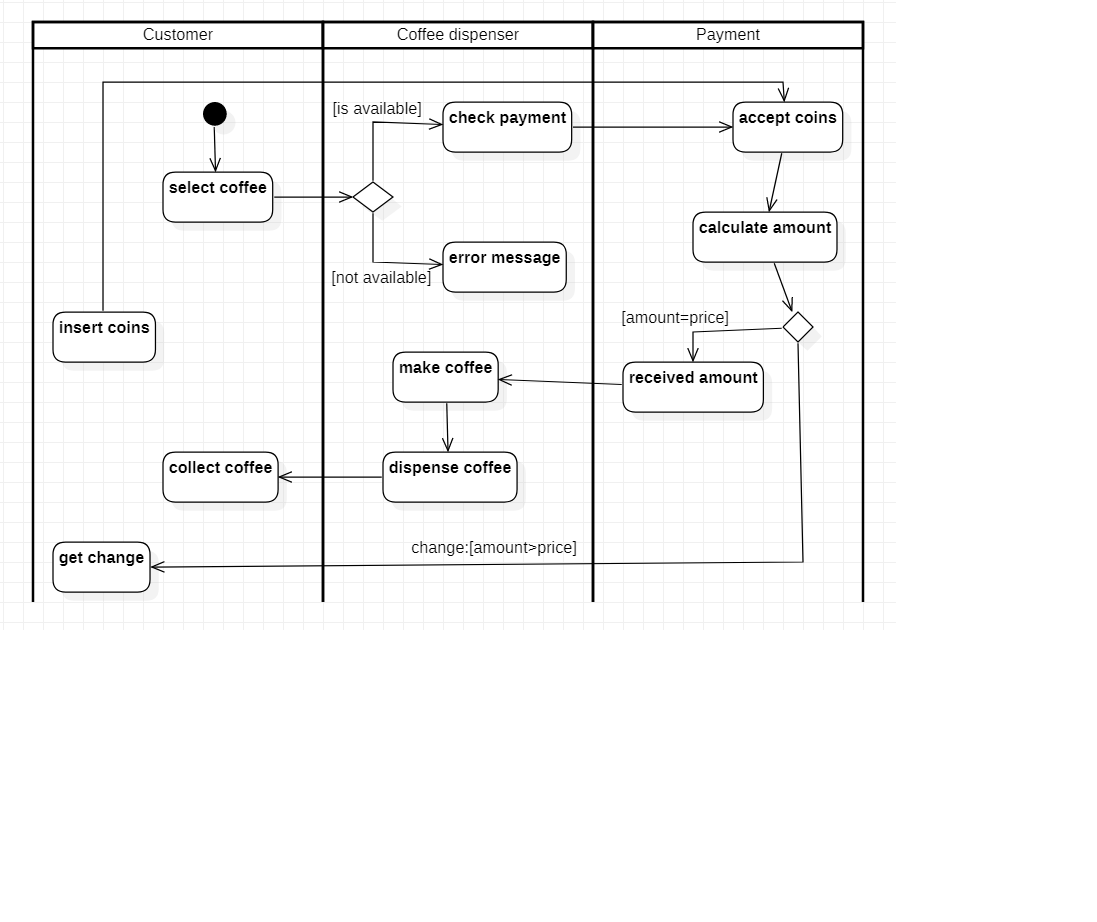 Customer
Coffee dispenser
Payment
[is available]
check payment
accept coins
select coffee
calculate amount
error message
[not available]
insert coins
[amount=price]
make coffee
received amount
collect coffee
dispense coffee
change:[amount>price]
get change